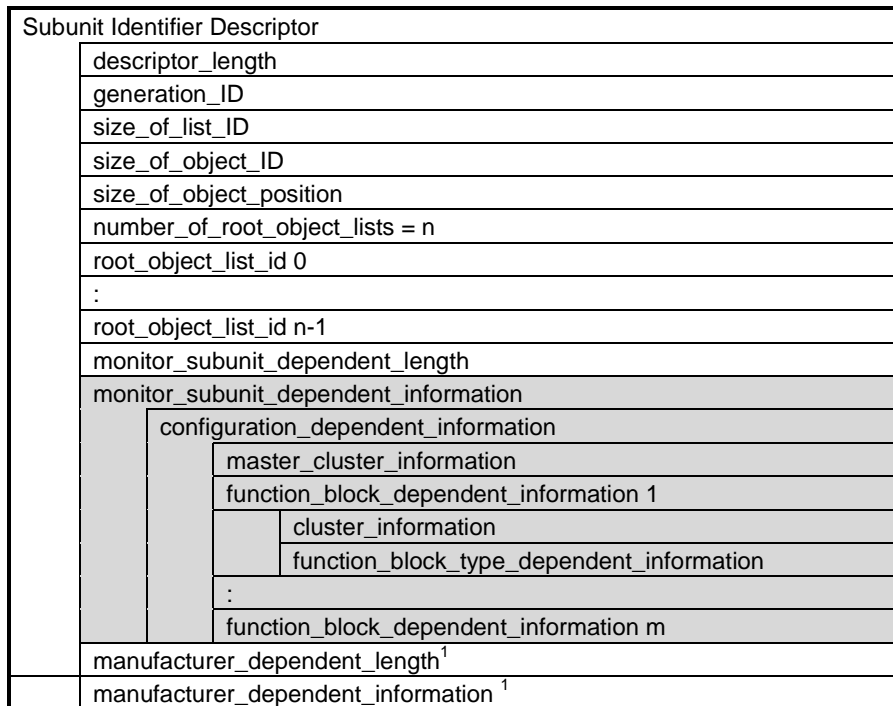 Subunit Identifier Descriptor
descriptor_length
generation_ID
size_of_list_ID
size_of_object_ID
size_of_object_position
number_of_root_object_lists = n
root_object_list_id 0
:
root_object_list_id n-1
monitor_subunit_dependent_length
monitor_subunit_dependent_information
configuration_dependent_information
master_cluster_information
function_block_dependent_information 1
cluster_information
function_block_type_dependent_information
:
function_block_dependent_information m
manufacturer_dependent_length¹
manufacturer_dependent_information ¹